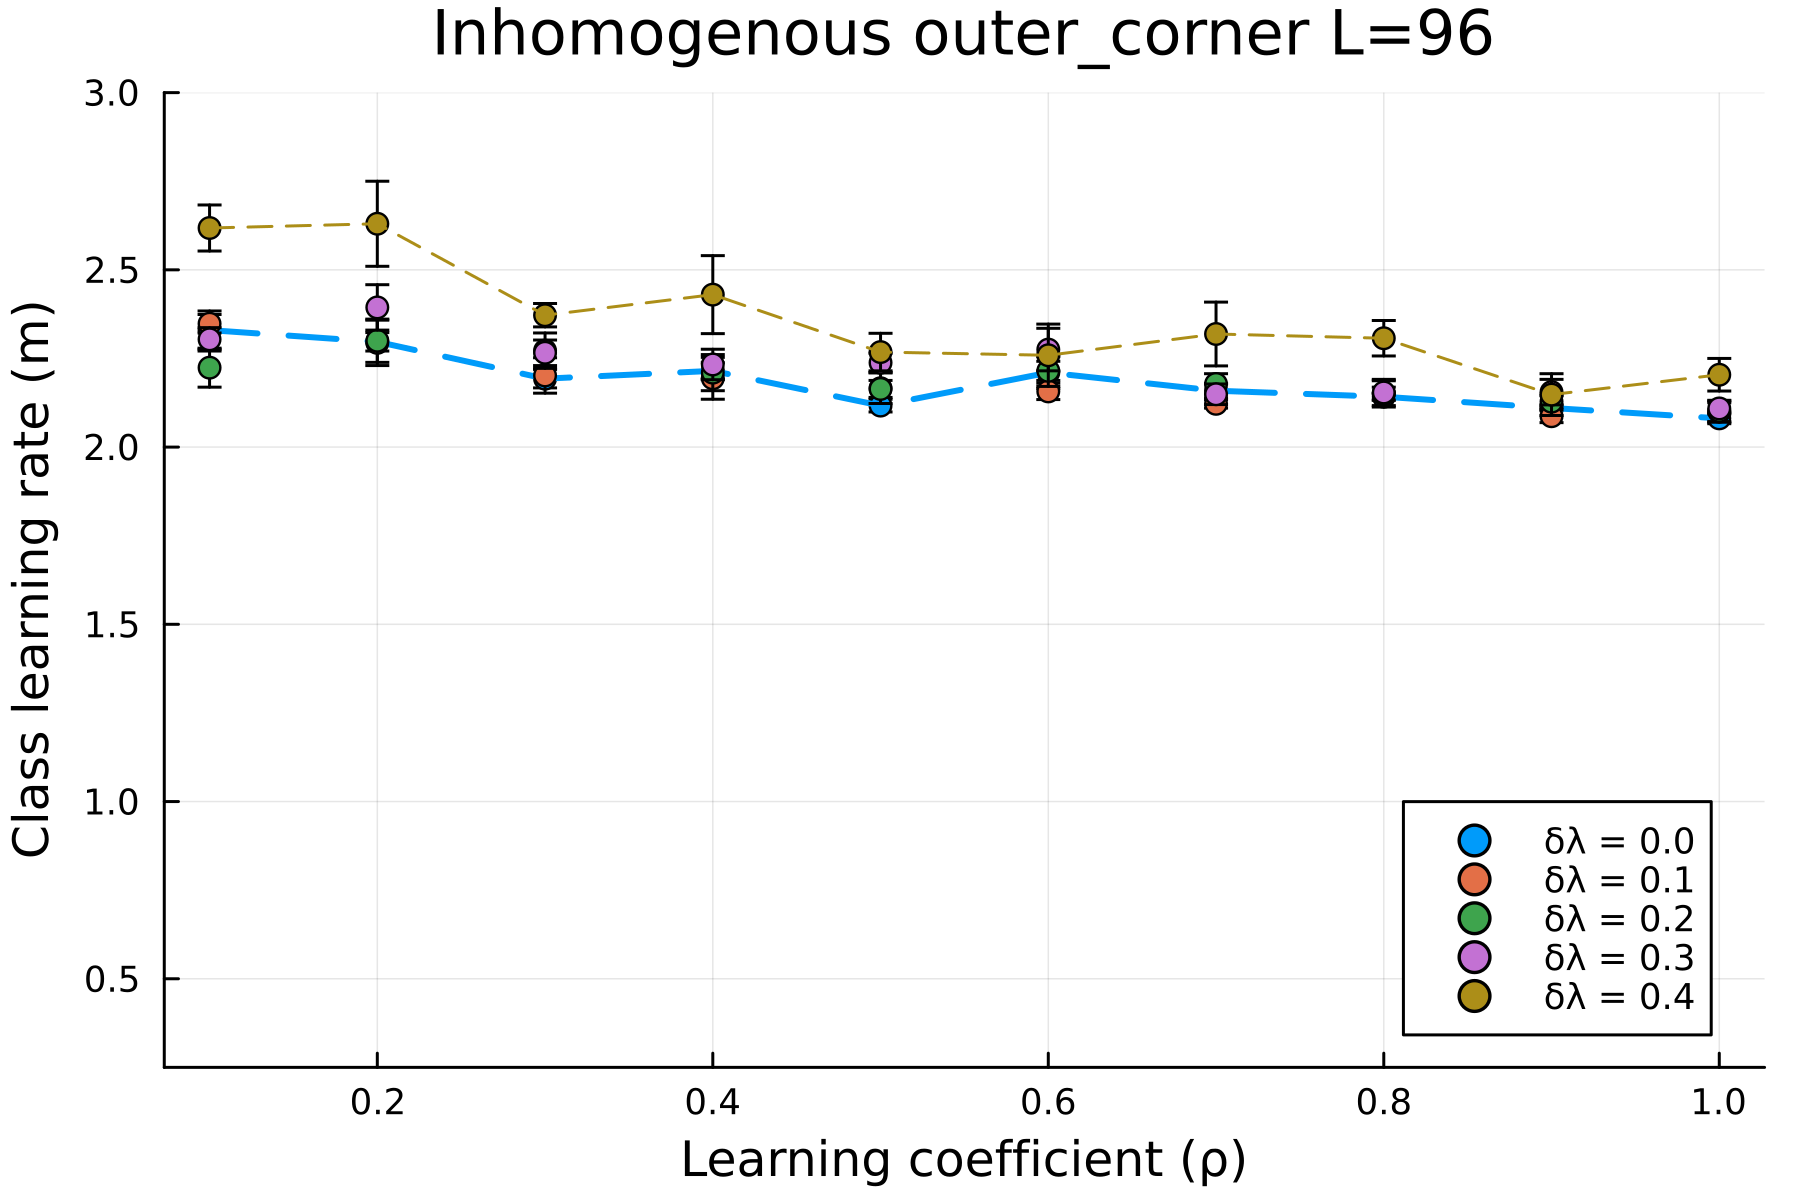 Inhomogenous outer_corner L=96
Class learning rate (m)
3.0
2.5
2.0
1.5
1.0
0.5
δλ = 0.0
δλ = 0.1
δλ = 0.2
δλ = 0.3
δλ = 0.4
0.2 0.4 0.6 0.8 1.0
Learning coefficient (ρ)